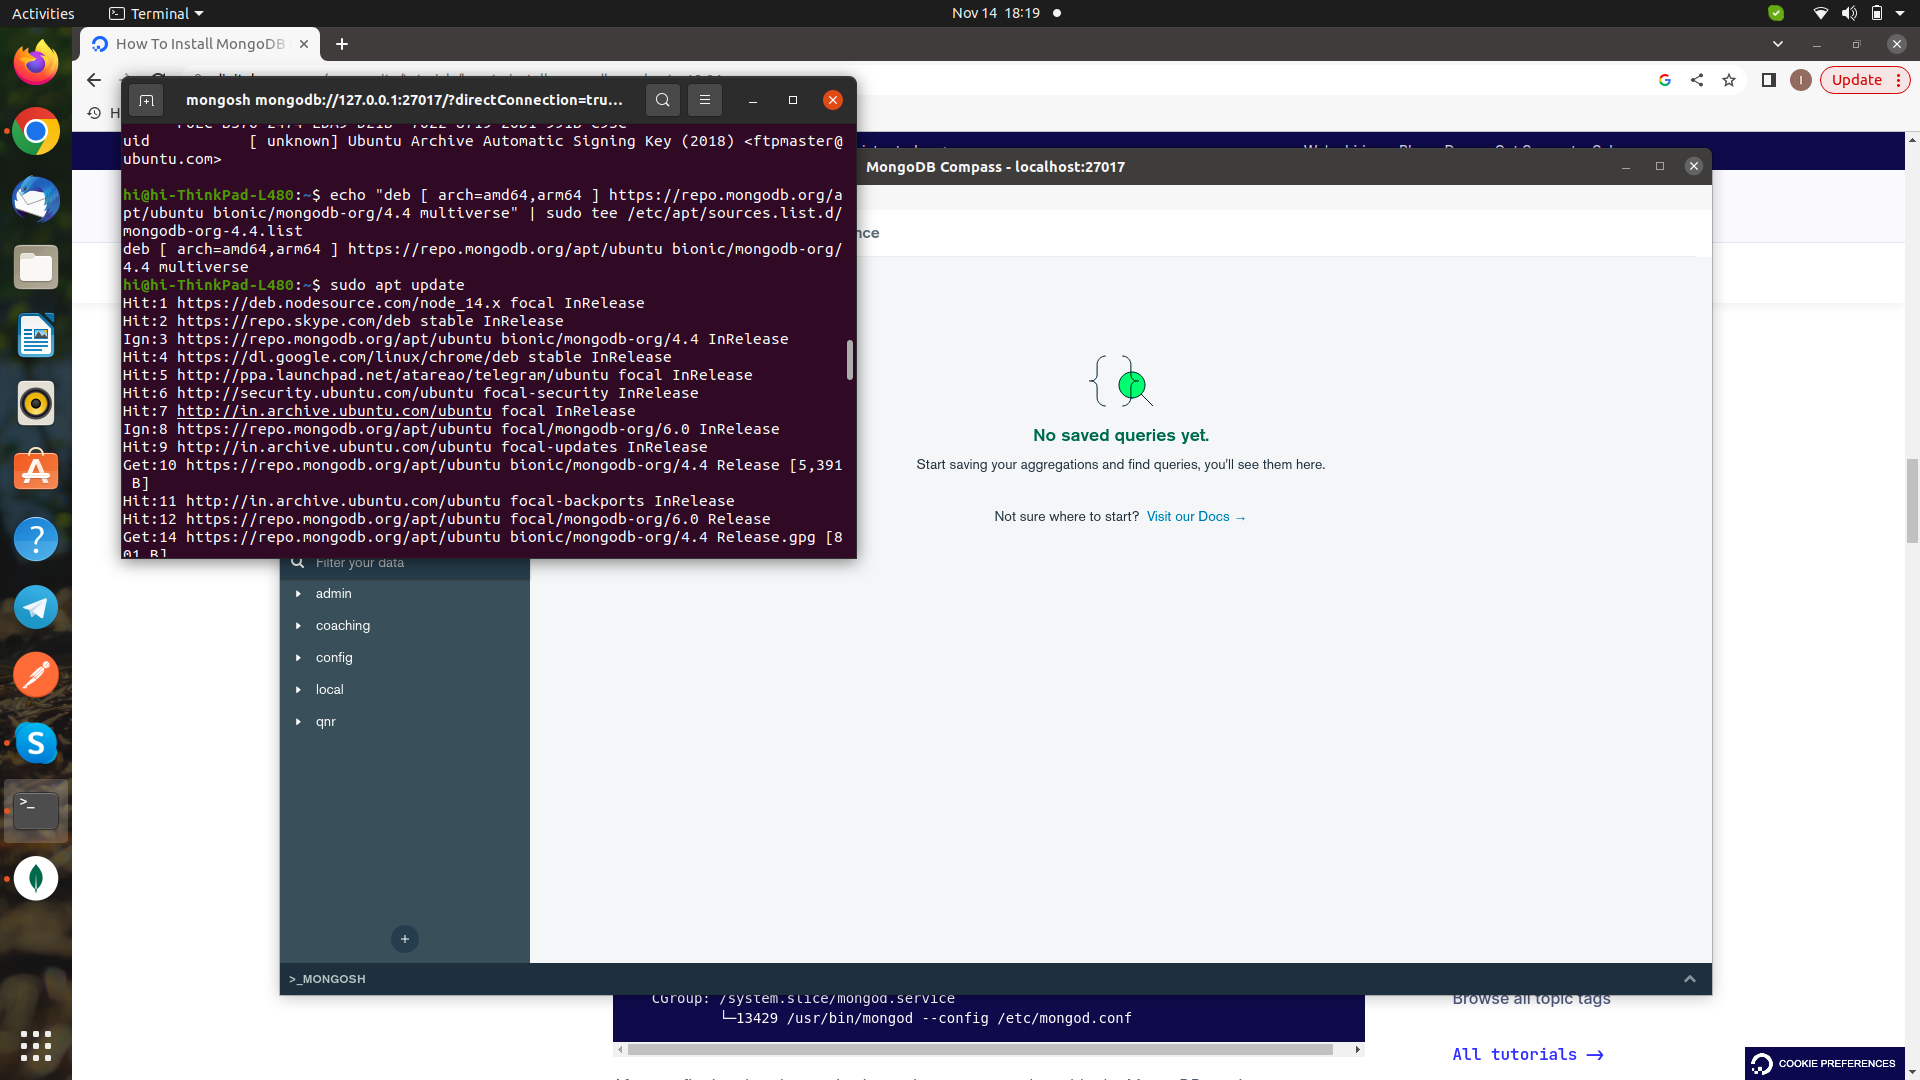 Activities
Terminal
Nov 14 18:19
How To Install MongoDB
Update
mongosh mongodb://127.0.0.1:27017/?directConnection=tru...
uid [ unknown] Ubuntu Archive Automatic Signing Key (2018) <ftpmaster@
ubuntu.com>
hi@hi-ThinkPad-L480:~$ echo "deb [ arch=amd64,arm64 ] https://repo.mongodb.org/a
pt/ubuntu bionic/mongodb-org/4.4 multiverse" | sudo tee /etc/apt/sources.list.d/
mongodb-org-4.4.list
deb [ arch=amd64,arm64 ] https://repo.mongodb.org/apt/ubuntu bionic/mongodb-org/
4.4 multiverse
hi@hi-ThinkPad-L480:~$ sudo apt update
Hit:1 https://deb.nodesource.com/node_14.x focal InRelease
Hit:2 https://repo.skype.com/deb stable InRelease
Ign:3 https://repo.mongodb.org/apt/ubuntu bionic/mongodb-org/4.4 InRelease
Hit:4 https://dl.google.com/linux/chrome/deb stable InRelease
Hit:5 http://ppa.launchpad.net/atareao/telegram/ubuntu focal InRelease
Hit:6 http://security.ubuntu.com/ubuntu focal-security InRelease
Hit:7 http://in.archive.ubuntu.com/ubuntu focal InRelease
Ign:8 https://repo.mongodb.org/apt/ubuntu focal/mongodb-org/6.0 InRelease
Hit:9 http://in.archive.ubuntu.com/ubuntu focal-updates InRelease
Get:10 https://repo.mongodb.org/apt/ubuntu bionic/mongodb-org/4.4 Release [5,391
B]
Hit:11 http://in.archive.ubuntu.com/ubuntu focal-backports InRelease
Hit:12 https://repo.mongodb.org/apt/ubuntu focal/mongodb-org/6.0 Release
Get:14 https://repo.mongodb.org/apt/ubuntu bionic/mongodb-org/4.4 Release.gpg [8
01 B]
MongoDB Compass - localhost:27017
nce
No saved queries yet.
Start saving your aggregations and find queries, you'll see them here.
Not sure where to start? Visit our Docs →
Filter your data
admin
coaching
config
local
qnr
+
>_MONGOSH
CGroup: /system.slice/mongod.service
└─13429 /usr/bin/mongod --config /etc/mongod.conf
Browse all topic tags
All tutorials →
COOKIE PREFERENCES